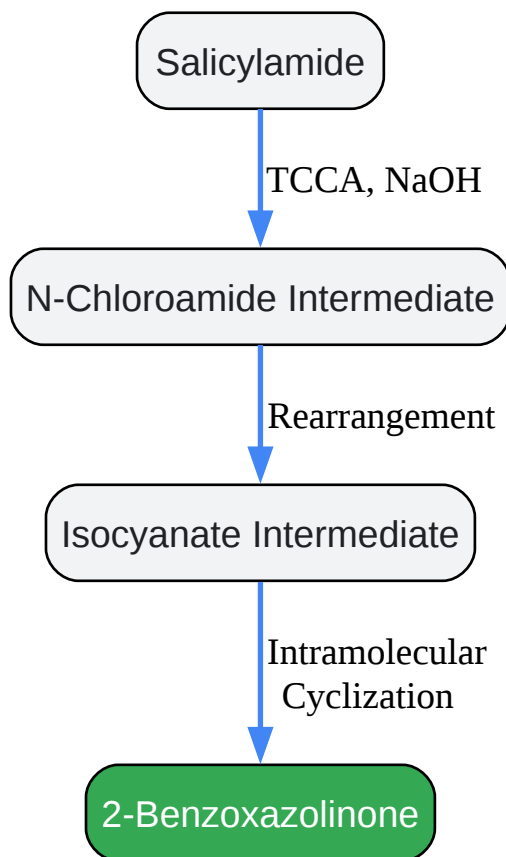 Salicylamide
TCCA, NaOH
N-Chloroamide Intermediate
Rearrangement
Isocyanate Intermediate
Intramolecular
Cyclization
2-Benzoxazolinone